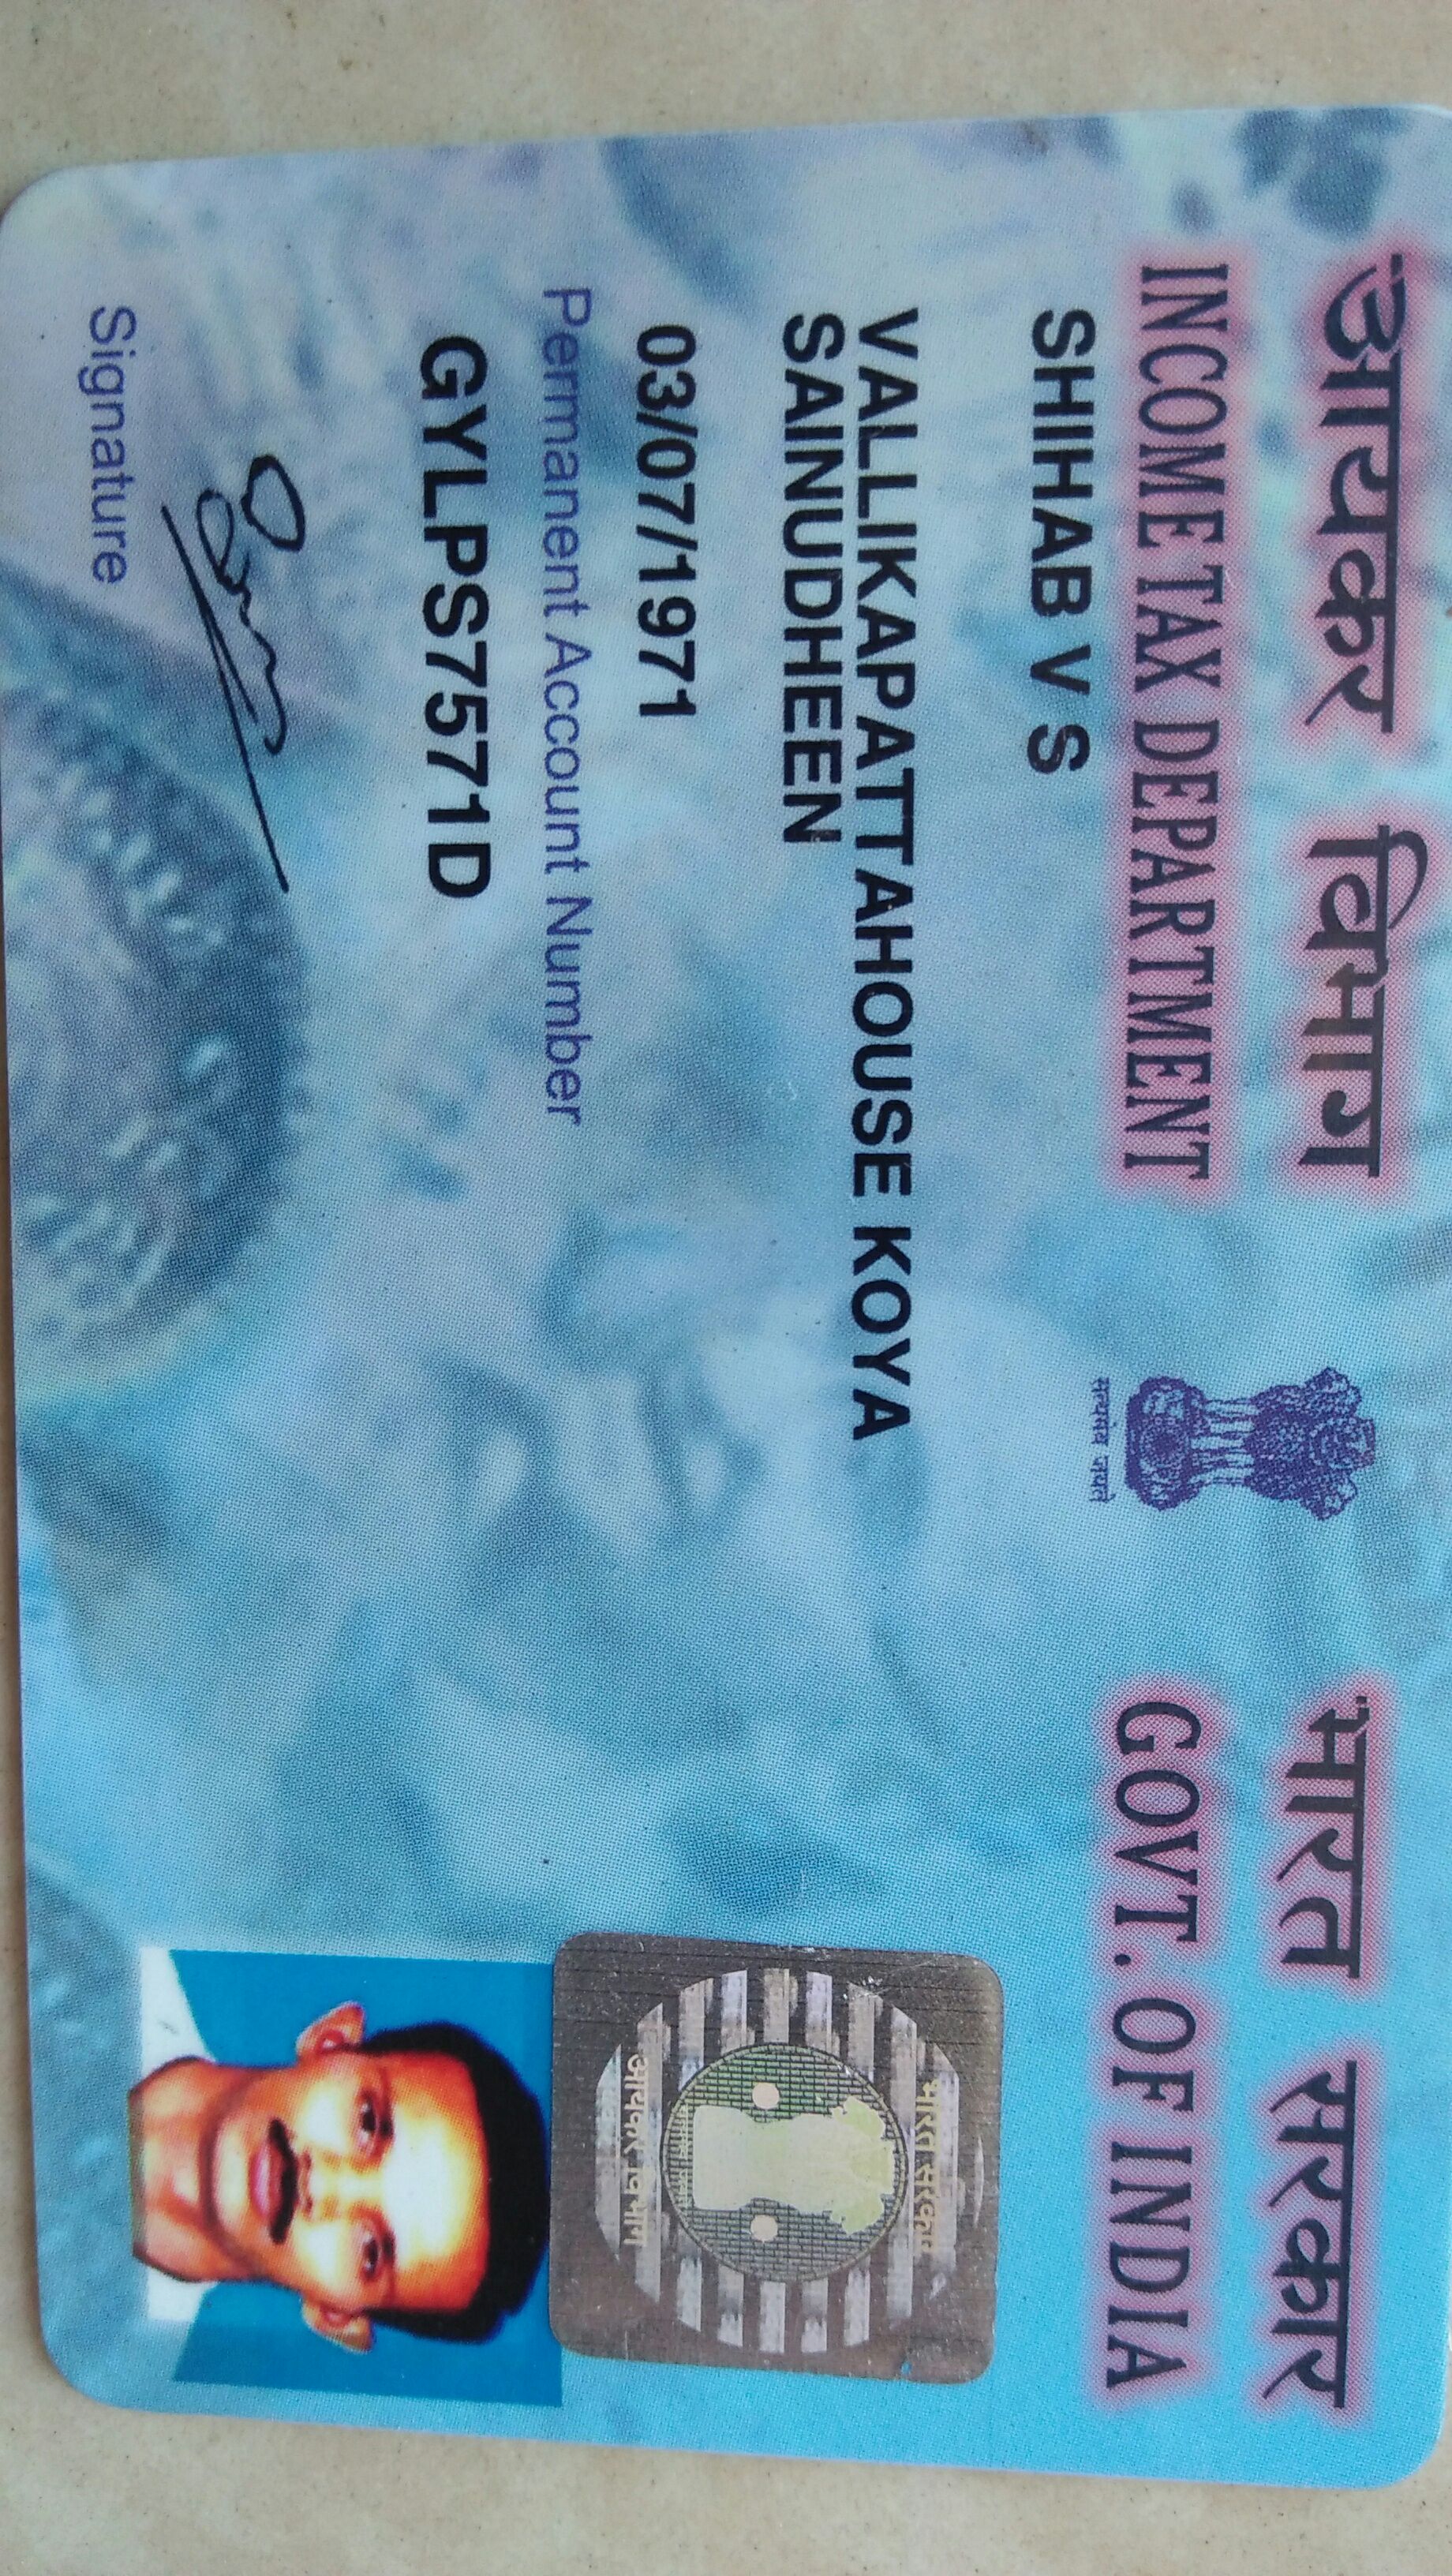 आयकर विभाग
INCOME TAX DEPARTMENT
सत्यमेव जयते
भारत सरकार
GOVT. OF INDIA
SHIHAB V S
VALLIKAPATTAHOUSE KOYA
SAINUDHEEN
03/07/1971
Permanent Account Number
GYLPS7571D
Signature
भारत सरकार
आयकर विभाग